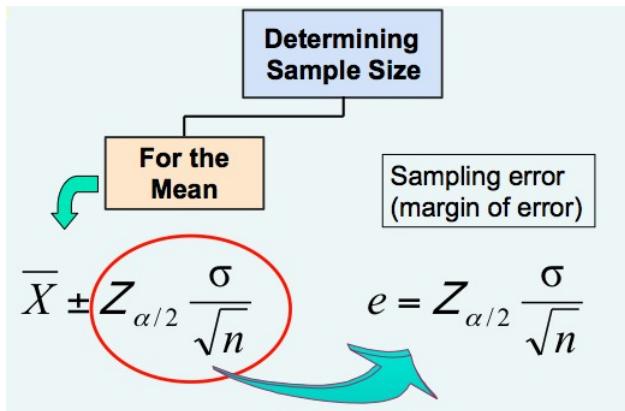 Determining
Sample Size
For the
Mean
Sampling error
(margin of error)
X̅ ± Z_{α/2} σ/√n
e = Z_{α/2} σ/√n